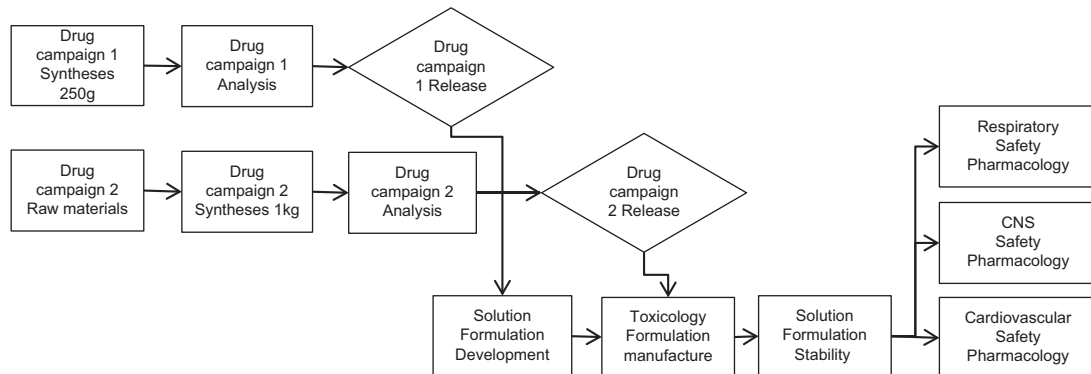 Drug
campaign 1
Syntheses
250g
Drug
campaign 1
Analysis
Drug
campaign
1 Release
Drug
campaign 2
Raw materials
Drug
campaign 2
Syntheses 1kg
Drug
campaign 2
Analysis
Drug
campaign
2 Release
Solution
Formulation
Development
Toxicology
Formulation
manufacture
Solution
Formulation
Stability
Respiratory
Safety
Pharmacology
CNS
Safety
Pharmacology
Cardiovascular
Safety
Pharmacology